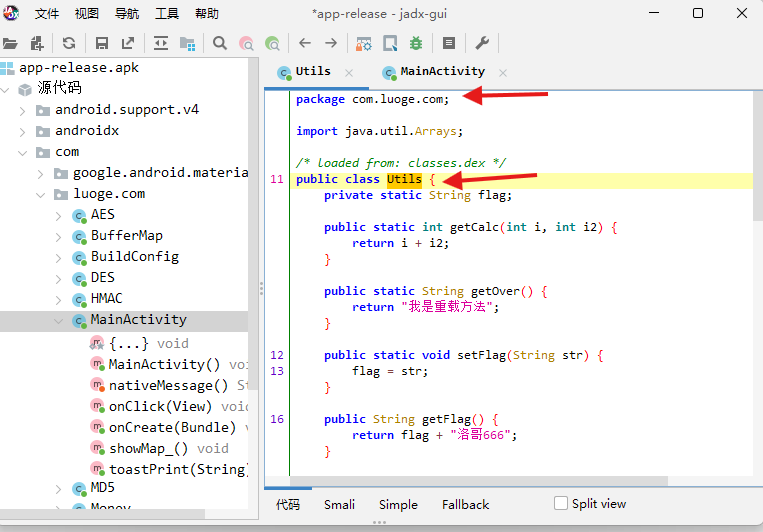 *app-release - jadx-gui
文件 视图 导航 工具 帮助
app-release.apk
源代码
android.support.v4
androidx
com
google.android.materia
luoge.com
AES
BufferMap
BuildConfig
DES
HMAC
MainActivity
{...} void
MainActivity() voi
nativeMessage() S
onClick(View) void
onCreate(Bundle) v
showMap_() void
toastPrint(String)
MD5
Money
Utils
MainActivity
package com.luoge.com;
import java.util.Arrays;
/* loaded from: classes.dex */
11 public class Utils {
private static String flag;
public static int getCalc(int i, int i2) {
return i + i2;
}
public static String getOver() {
return "我是重载方法";
}
12 public static void setFlag(String str) {
13 flag = str;
}
16 public String getFlag() {
return flag + "洛哥666";
}
代码 Smali Simple Fallback Split view